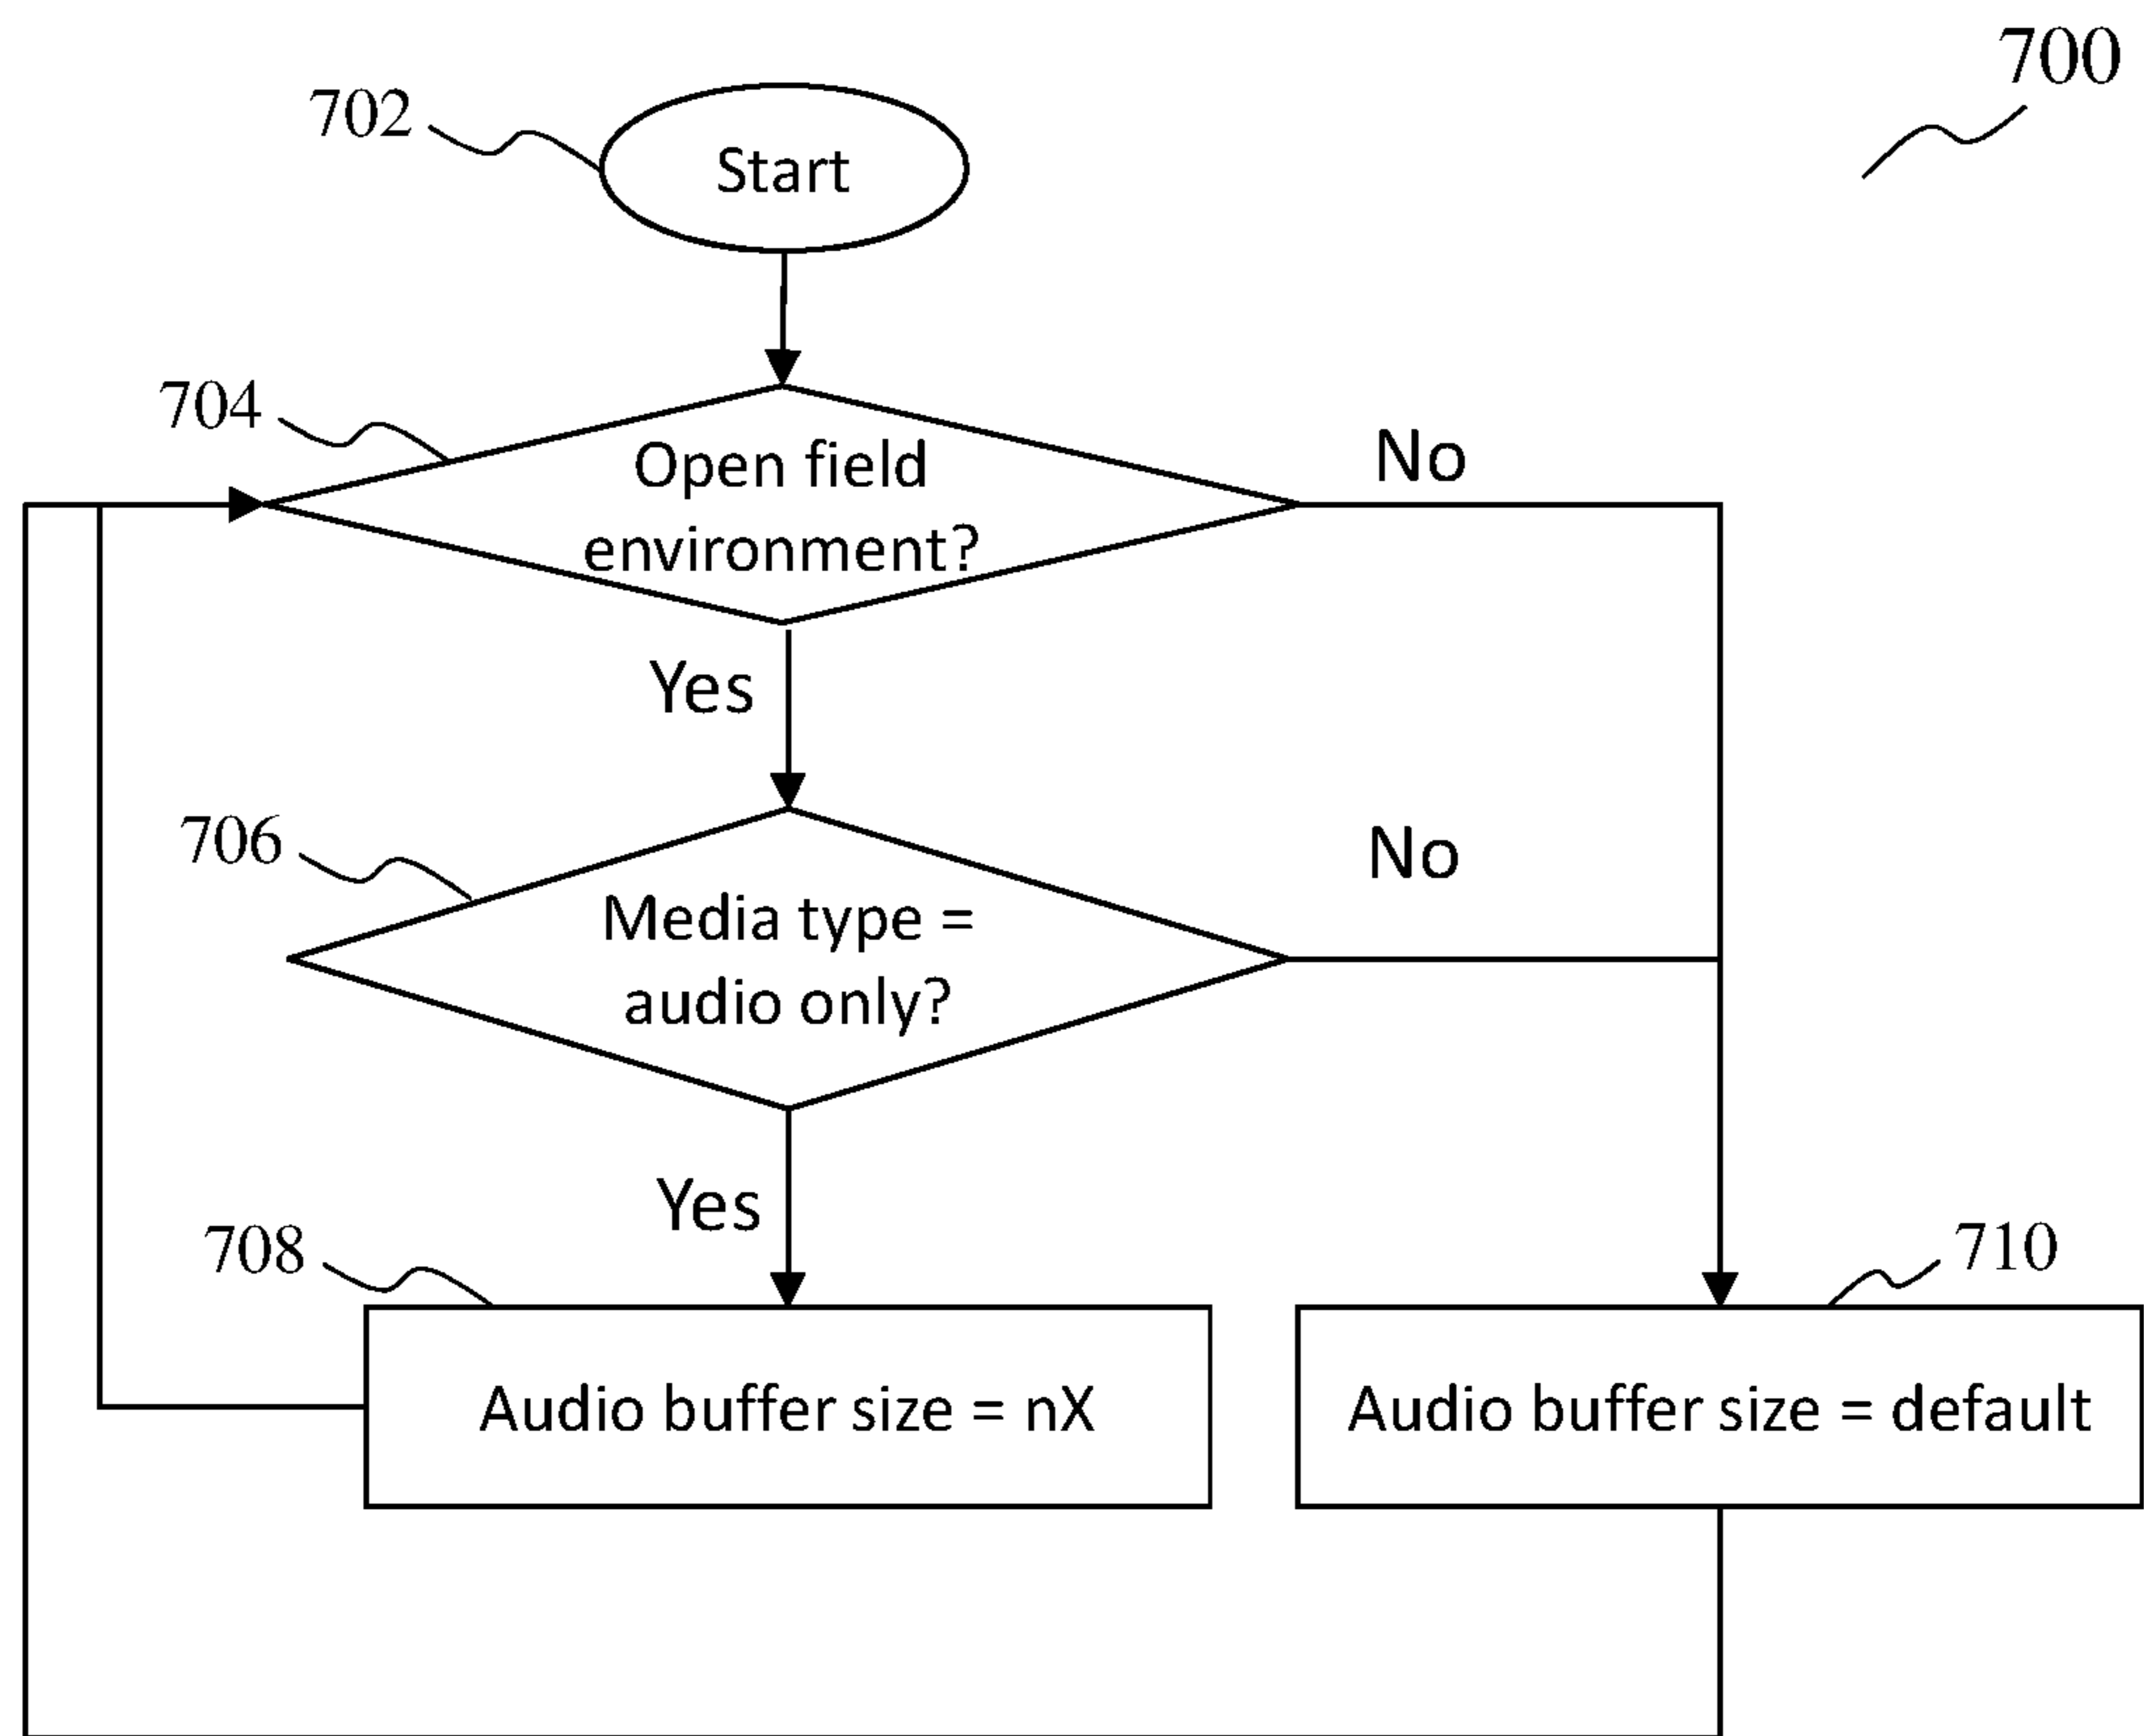 700
702
Start
704
Open field
environment?
No
Yes
706
Media type =
audio only?
No
Yes
708
710
Audio buffer size = nX
Audio buffer size = default